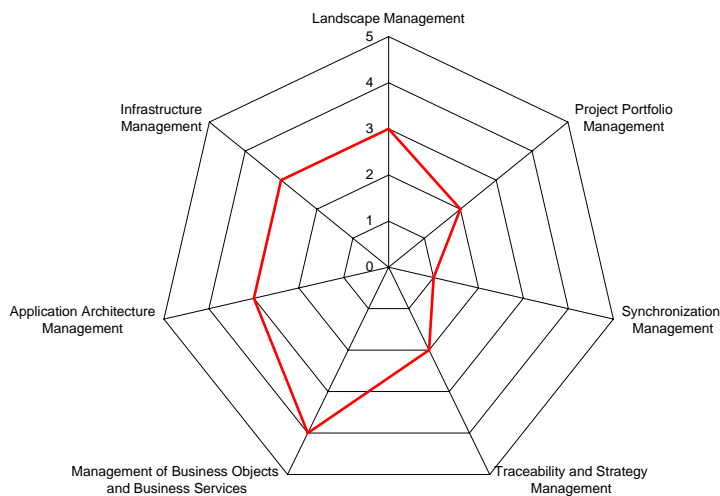 Landscape Management
5
4
3
2
1
0
Project Portfolio
Management
Synchronization
Management
Traceability and Strategy
Management
Management of Business Objects
and Business Services
Application Architecture
Management
Infrastructure
Management